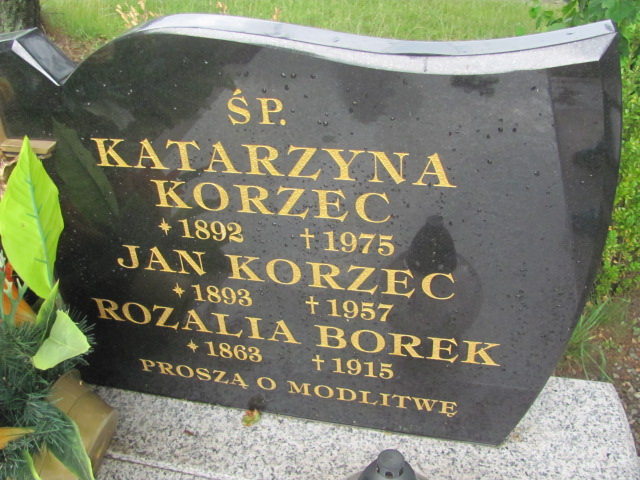 ŚP.
KATARZYNA
KORZEC
*1892 †1975
JAN KORZEC
*1893 †1957
ROZALIA BOREK
*1863 †1915
PROSZĄ O MODLITWĘ